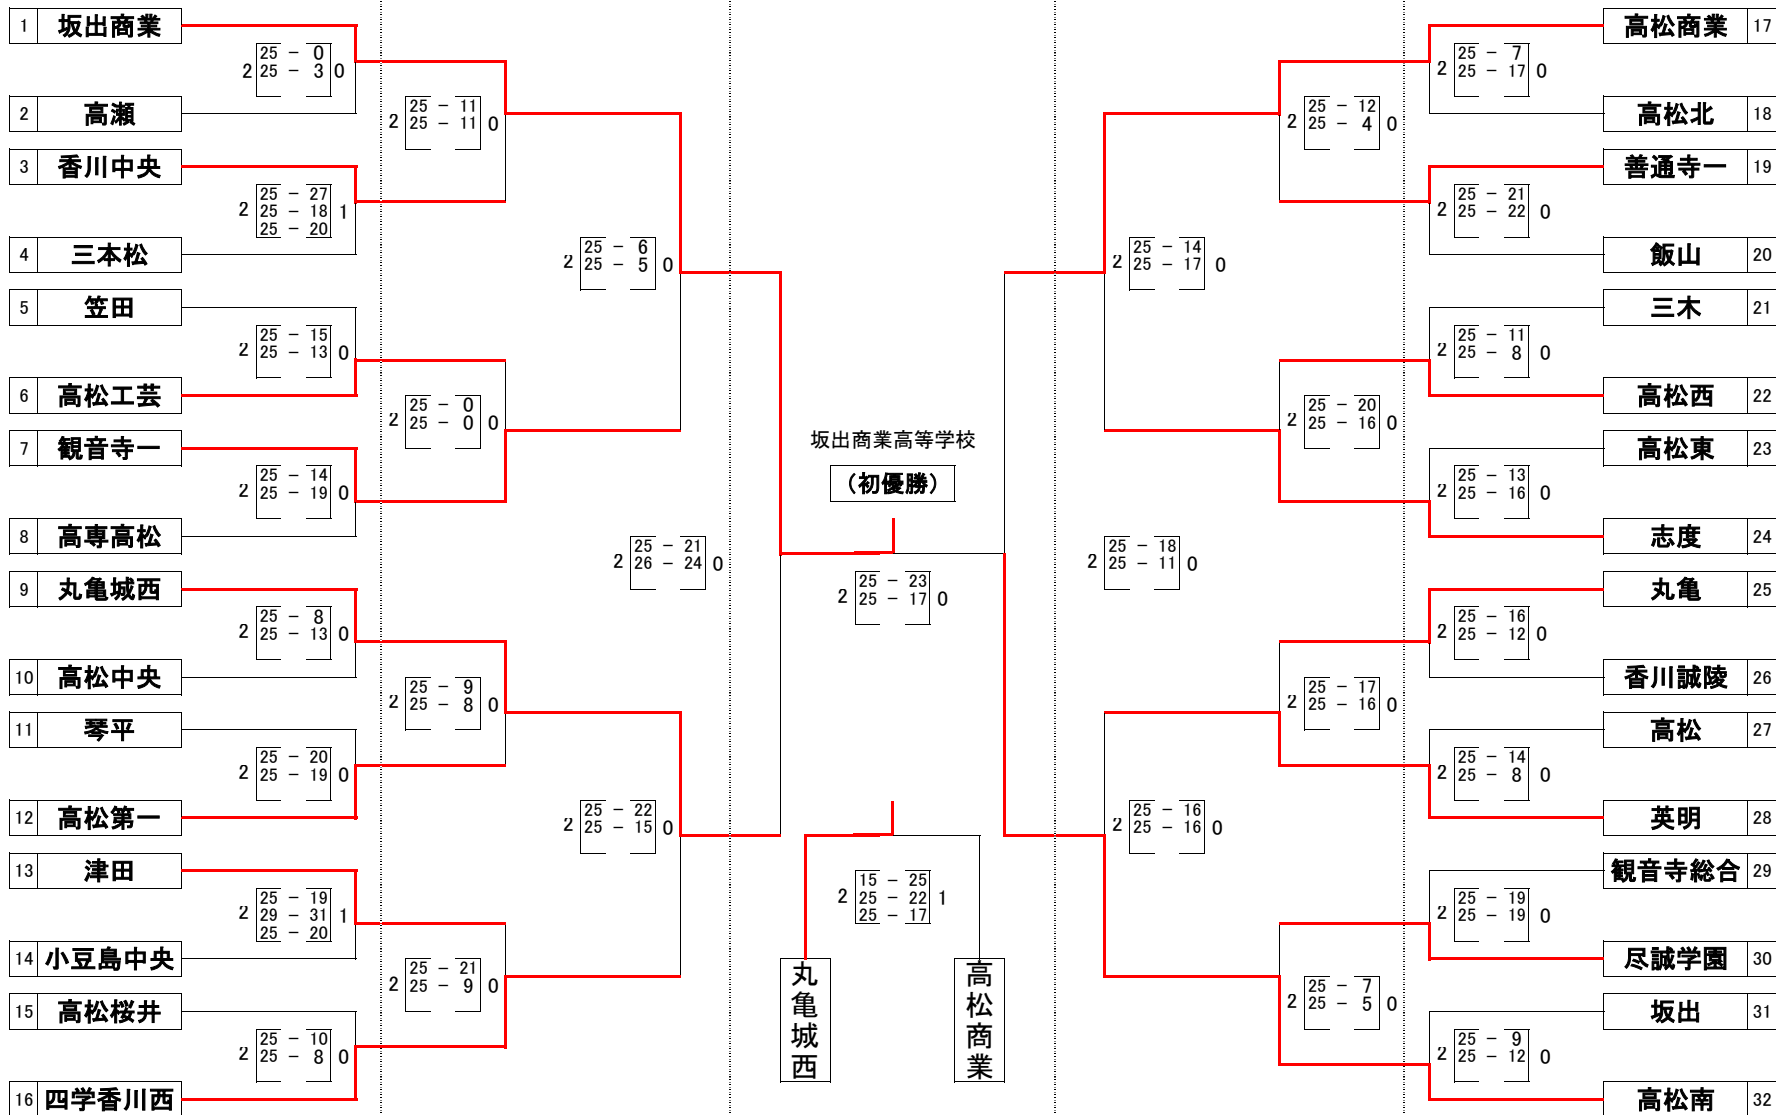 1 坂出商業
25 - 0
2 25 - 3 0
2 高瀬
25 - 11
2 25 - 11 0
3 香川中央
25 - 27
2 25 - 18 1
25 - 20
4 三本松
25 - 6
2 25 - 5 0
5 笠田
25 - 15
2 25 - 13 0
6 高松工芸
25 - 0
2 25 - 0 0
7 観音寺一
25 - 14
2 25 - 19 0
8 高専高松
25 - 21
2 26 - 24 0
9 丸亀城西
25 - 8
2 25 - 13 0
10 高松中央
25 - 9
2 25 - 8 0
11 琴平
25 - 20
2 25 - 19 0
12 高松第一
25 - 22
2 25 - 15 0
13 津田
25 - 19
2 29 - 31 1
25 - 20
14 小豆島中央
25 - 21
2 25 - 9 0
15 高松桜井
25 - 10
2 25 - 8 0
16 四学香川西
坂出商業高等学校
（初優勝）
25 - 23
2 25 - 17 0
15 - 25
2 25 - 22 1
25 - 17
丸亀城西
高松商業
高松商業 17
25 - 7
2 25 - 17 0
高松北 18
25 - 12
2 25 - 4 0
善通寺一 19
25 - 21
2 25 - 22 0
飯山 20
25 - 14
2 25 - 17 0
三木 21
25 - 11
2 25 - 8 0
高松西 22
25 - 20
2 25 - 16 0
高松東 23
25 - 13
2 25 - 16 0
志度 24
25 - 18
2 25 - 11 0
丸亀 25
25 - 16
2 25 - 12 0
香川誠陵 26
25 - 17
2 25 - 16 0
高松 27
25 - 14
2 25 - 8 0
英明 28
25 - 16
2 25 - 16 0
観音寺総合 29
25 - 19
2 25 - 19 0
尽誠学園 30
25 - 7
2 25 - 5 0
坂出 31
25 - 9
2 25 - 12 0
高松南 32